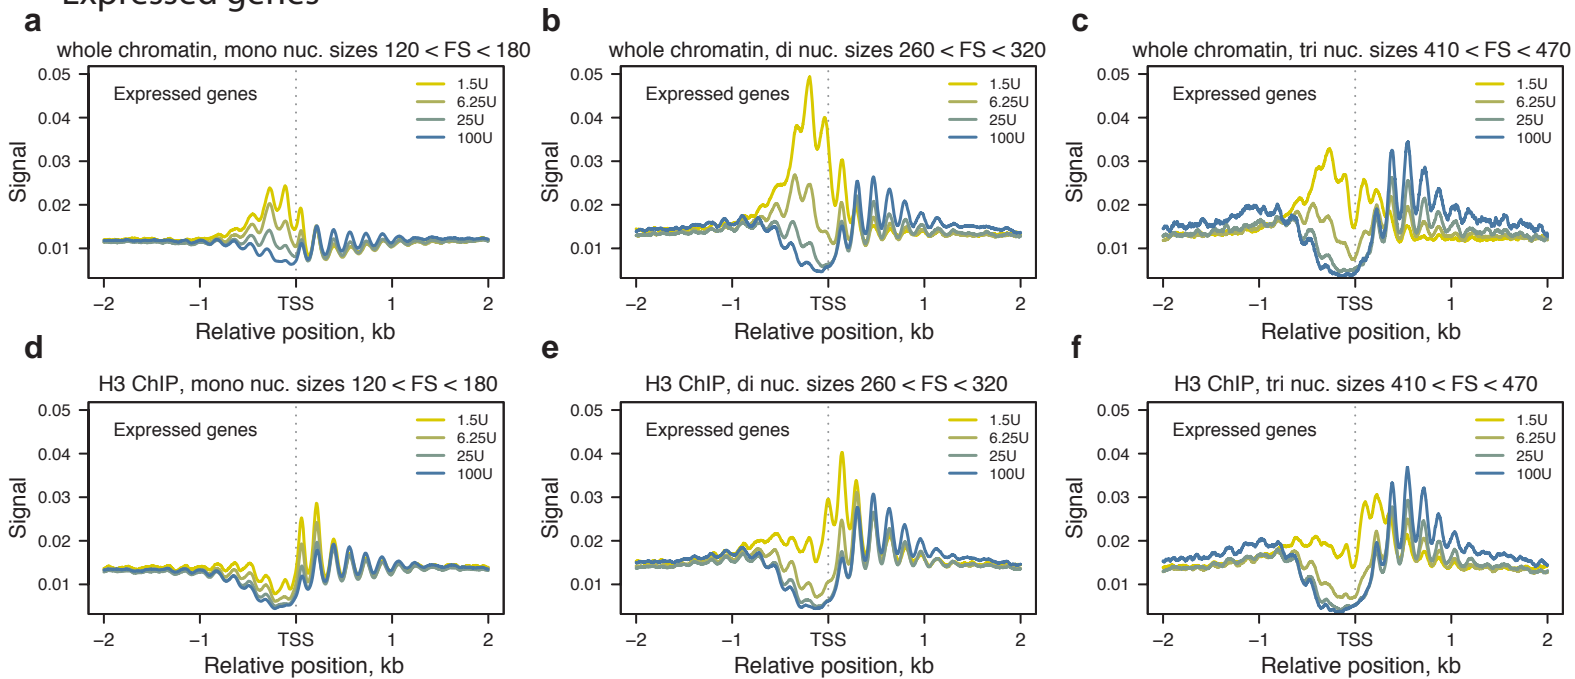 Expressed genes
a
whole chromatin, mono nuc. sizes 120 < FS < 180
0.05
0.04
0.03
0.02
0.01
Signal
Expressed genes
1.5U
6.25U
25U
100U
−2
−1
TSS
1
2
Relative position, kb
b
whole chromatin, di nuc. sizes 260 < FS < 320
0.05
0.04
0.03
0.02
0.01
Signal
Expressed genes
1.5U
6.25U
25U
100U
−2
−1
TSS
1
2
Relative position, kb
c
whole chromatin, tri nuc. sizes 410 < FS < 470
0.05
0.04
0.03
0.02
0.01
Signal
Expressed genes
1.5U
6.25U
25U
100U
−2
−1
TSS
1
2
Relative position, kb
d
H3 ChIP, mono nuc. sizes 120 < FS < 180
0.05
0.04
0.03
0.02
0.01
Signal
Expressed genes
1.5U
6.25U
25U
100U
−2
−1
TSS
1
2
Relative position, kb
e
H3 ChIP, di nuc. sizes 260 < FS < 320
0.05
0.04
0.03
0.02
0.01
Signal
Expressed genes
1.5U
6.25U
25U
100U
−2
−1
TSS
1
2
Relative position, kb
f
H3 ChIP, tri nuc. sizes 410 < FS < 470
0.05
0.04
0.03
0.02
0.01
Signal
Expressed genes
1.5U
6.25U
25U
100U
−2
−1
TSS
1
2
Relative position, kb